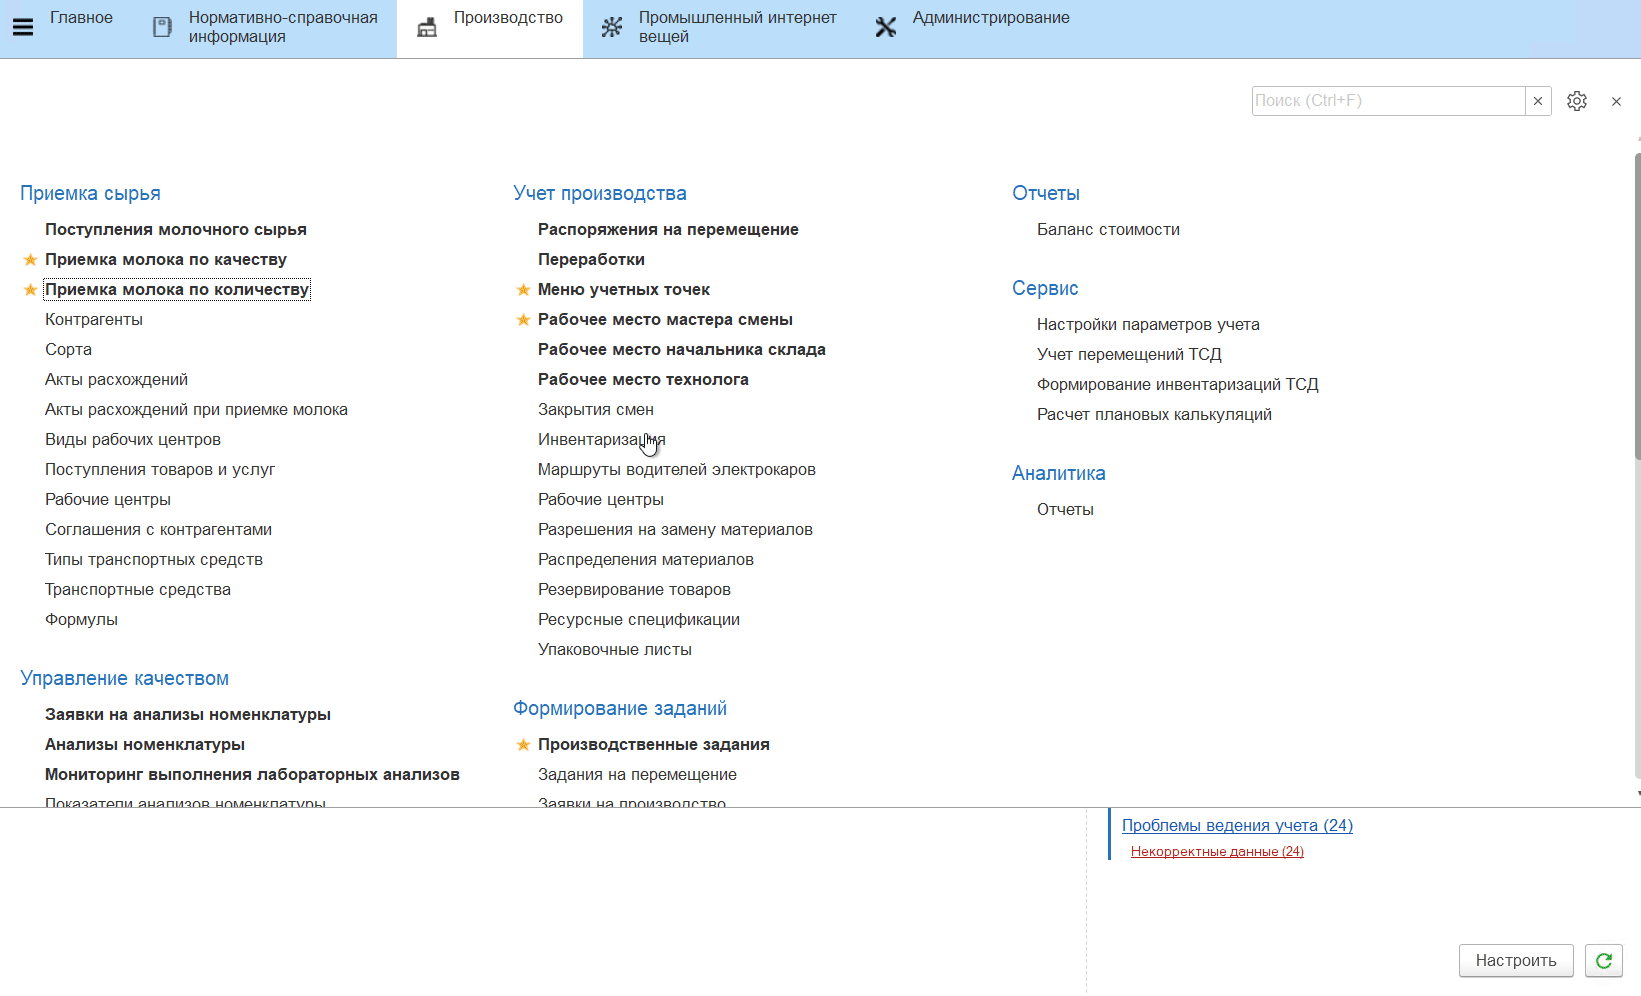 Главное
Нормативно-справочная
информация
Производство
Промышленный интернет
вещей
Администрирование
Поиск (Ctrl+F)
Приемка сырья
Поступления молочного сырья
Приемка молока по качеству
Приемка молока по количеству
Контрагенты
Сорта
Акты расхождений
Акты расхождений при приемке молока
Виды рабочих центров
Поступления товаров и услуг
Рабочие центры
Соглашения с контрагентами
Типы транспортных средств
Транспортные средства
Формулы
Управление качеством
Заявки на анализы номенклатуры
Анализы номенклатуры
Мониторинг выполнения лабораторных анализов
Показатели анализов номенклатуры
Учет производства
Распоряжения на перемещение
Переработки
Меню учетных точек
Рабочее место мастера смены
Рабочее место начальника склада
Рабочее место технолога
Закрытия смен
Инвентаризация
Маршруты водителей электрокаров
Рабочие центры
Разрешения на замену материалов
Распределения материалов
Резервирование товаров
Ресурсные спецификации
Упаковочные листы
Формирование заданий
Производственные задания
Задания на перемещение
Заявки на производство
Отчеты
Баланс стоимости
Сервис
Настройки параметров учета
Учет перемещений ТСД
Формирование инвентаризаций ТСД
Расчет плановых калькуляций
Аналитика
Отчеты
Проблемы ведения учета (24)
Некорректные данные (24)
Настроить